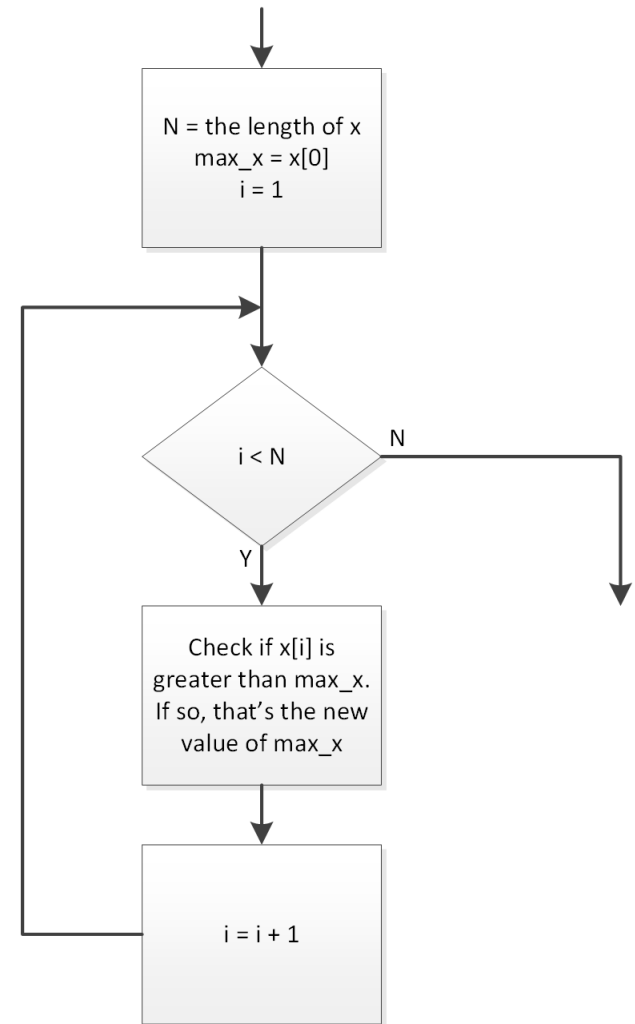 N = the length of x
max_x = x[0]
i = 1
i < N
N
Y
Check if x[i] is
greater than max_x.
If so, that’s the new
value of max_x
i = i + 1